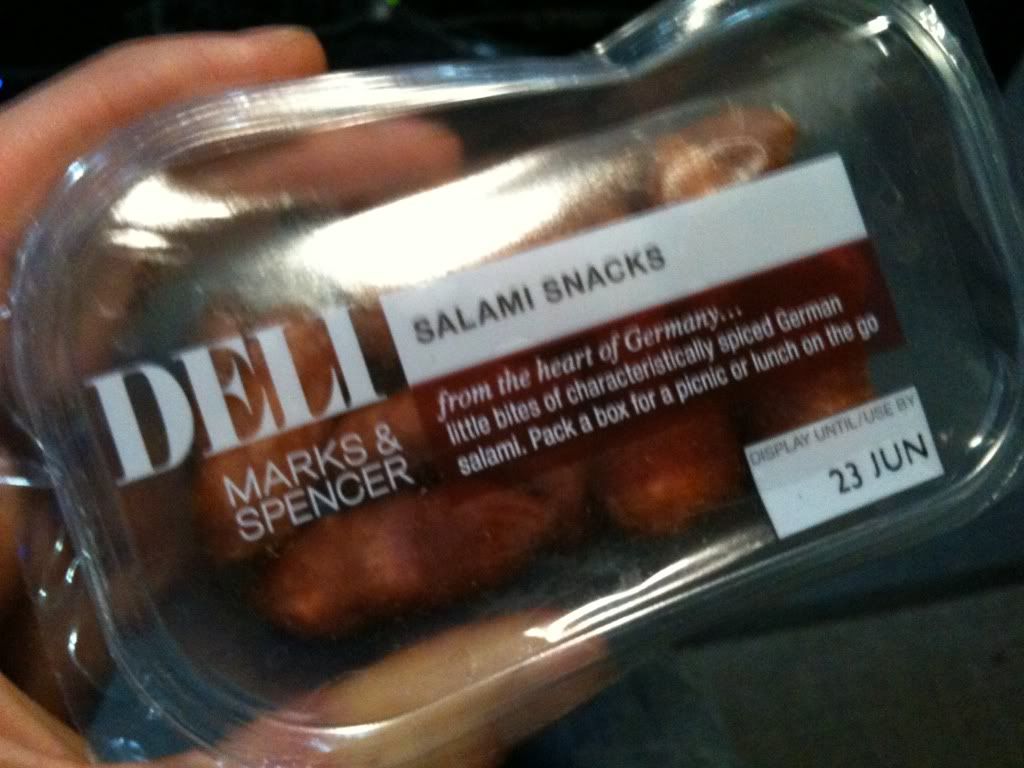 DELI
MARKS &
SPENCER
SALAMI SNACKS
from the heart of Germany...
little bites of characteristically spiced German
salami. Pack a box for a picnic or lunch on the go
DISPLAY UNTIL/USE BY
23 JUN